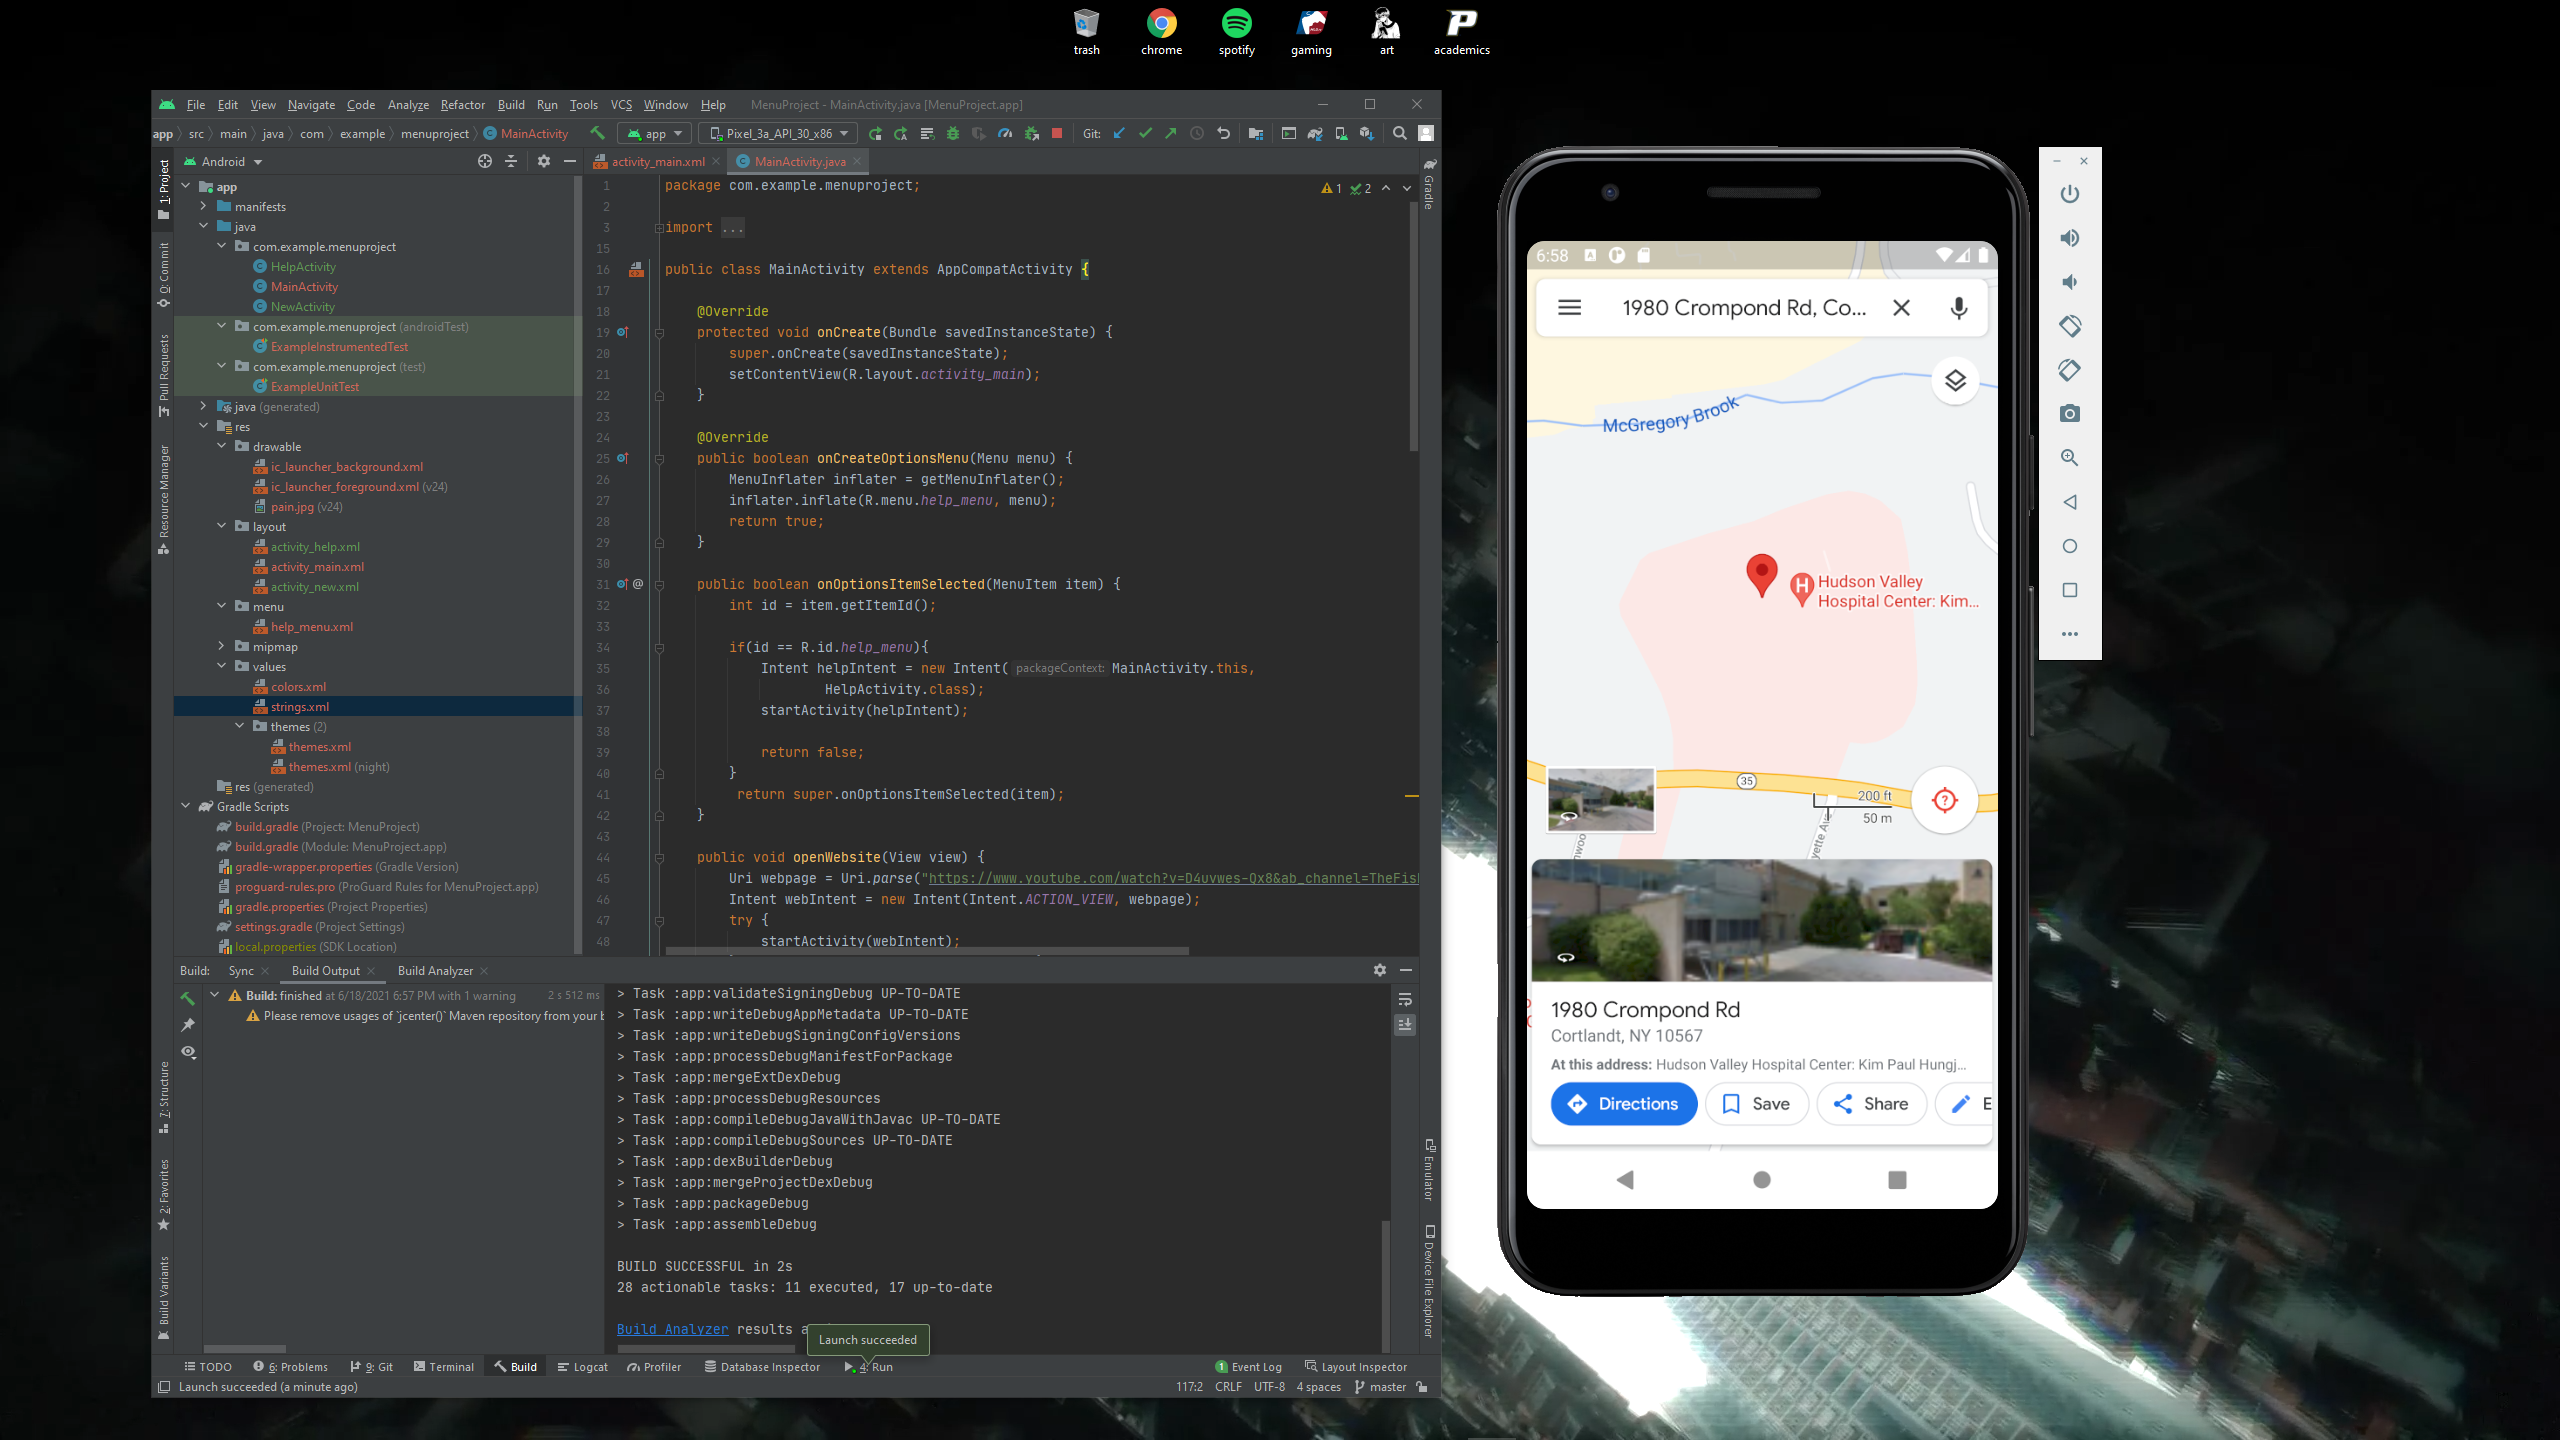 trash
chrome
spotify
gaming
art
academics
File Edit View Navigate Code Analyze Refactor Build Run Tools VCS Window Help MenuProject - MainActivity.java [MenuProject.app]
app src main java com example menuproject MainActivity app Pixel_3a_API_30_x86 Git:
Android
activity_main.xml MainActivity.java
1: Project
0: Commit
Pull Requests
Resource Manager
app
manifests
java
com.example.menuproject
HelpActivity
MainActivity
NewActivity
com.example.menuproject (androidTest)
ExampleInstrumentedTest
com.example.menuproject (test)
ExampleUnitTest
java (generated)
res
drawable
ic_launcher_background.xml
ic_launcher_foreground.xml (v24)
pain.jpg (v24)
layout
activity_help.xml
activity_main.xml
activity_new.xml
menu
help_menu.xml
mipmap
values
colors.xml
strings.xml
themes (2)
themes.xml
themes.xml (night)
res (generated)
Gradle Scripts
build.gradle (Project: MenuProject)
build.gradle (Module: MenuProject.app)
gradle-wrapper.properties (Gradle Version)
proguard-rules.pro (ProGuard Rules for MenuProject.app)
gradle.properties (Project Properties)
settings.gradle (Project Settings)
local.properties (SDK Location)
1 2
1 package com.example.menuproject;
2
3 import ...
15
16 public class MainActivity extends AppCompatActivity {
17
18 @Override
19 protected void onCreate(Bundle savedInstanceState) {
20 super.onCreate(savedInstanceState);
21 setContentView(R.layout.activity_main);
22 }
23
24 @Override
25 public boolean onCreateOptionsMenu(Menu menu) {
26 MenuInflater inflater = getMenuInflater();
27 inflater.inflate(R.menu.help_menu, menu);
28 return true;
29 }
30
31 @ public boolean onOptionsItemSelected(MenuItem item) {
32 int id = item.getItemId();
33
34 if(id == R.id.help_menu){
35 Intent helpIntent = new Intent( packageContext: MainActivity.this,
36 HelpActivity.class);
37 startActivity(helpIntent);
38
39 return false;
40 }
41 return super.onOptionsItemSelected(item);
42 }
43
44 public void openWebsite(View view) {
45 Uri webpage = Uri.parse("https://www.youtube.com/watch?v=D4uvwes-Qx8&ab_channel=TheFis
46 Intent webIntent = new Intent(Intent.ACTION_VIEW, webpage);
47 try {
48 startActivity(webIntent);
Gradle
Emulator
Device File Explorer
7: Structure
2: Favorites
Build Variants
Build: Sync Build Output Build Analyzer
Build: finished at 6/18/2021 6:57 PM with 1 warning 2 s 512 ms
Please remove usages of `jcenter()` Maven repository from your b
> Task :app:validateSigningDebug UP-TO-DATE
> Task :app:writeDebugAppMetadata UP-TO-DATE
> Task :app:writeDebugSigningConfigVersions
> Task :app:processDebugManifestForPackage
> Task :app:mergeExtDexDebug
> Task :app:processDebugResources
> Task :app:compileDebugJavaWithJavac UP-TO-DATE
> Task :app:compileDebugSources UP-TO-DATE
> Task :app:dexBuilderDebug
> Task :app:mergeProjectDexDebug
> Task :app:packageDebug
> Task :app:assembleDebug
BUILD SUCCESSFUL in 2s
28 actionable tasks: 11 executed, 17 up-to-date
Build Analyzer results a
Launch succeeded
TODO 6: Problems 9: Git Terminal Build Logcat Profiler Database Inspector 4: Run 1 Event Log Layout Inspector
Launch succeeded (a minute ago) 117:2 CRLF UTF-8 4 spaces master
6:58
1980 Crompond Rd, Co...
McGregory Brook
H Hudson Valley
Hospital Center: Kim...
35
200 ft
50 m
nwoo
yette Av
1980 Crompond Rd
Cortlandt, NY 10567
At this address: Hudson Valley Hospital Center: Kim Paul Hungj...
Directions Save Share E